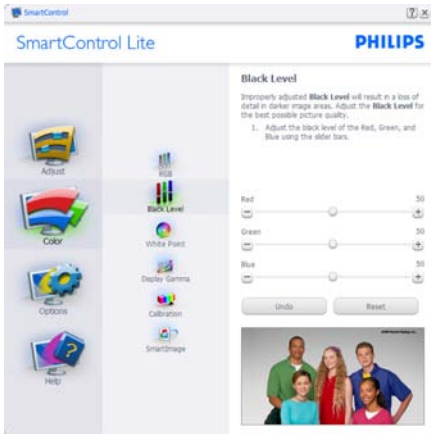 SmartControl
SmartControl Lite
PHILIPS
Adjust
Color
Options
Help
RGB
Black Level
White Point
Display Gamma
Calibration
SmartImage
Black Level
Improperly adjusted Black Level will result in a loss of
detail in darker image areas. Adjust the Black Level for
the best possible picture quality.
1. Adjust the black level of the Red, Green, and
Blue using the slider bars.
Red 50
Green 50
Blue 50
Undo Reset